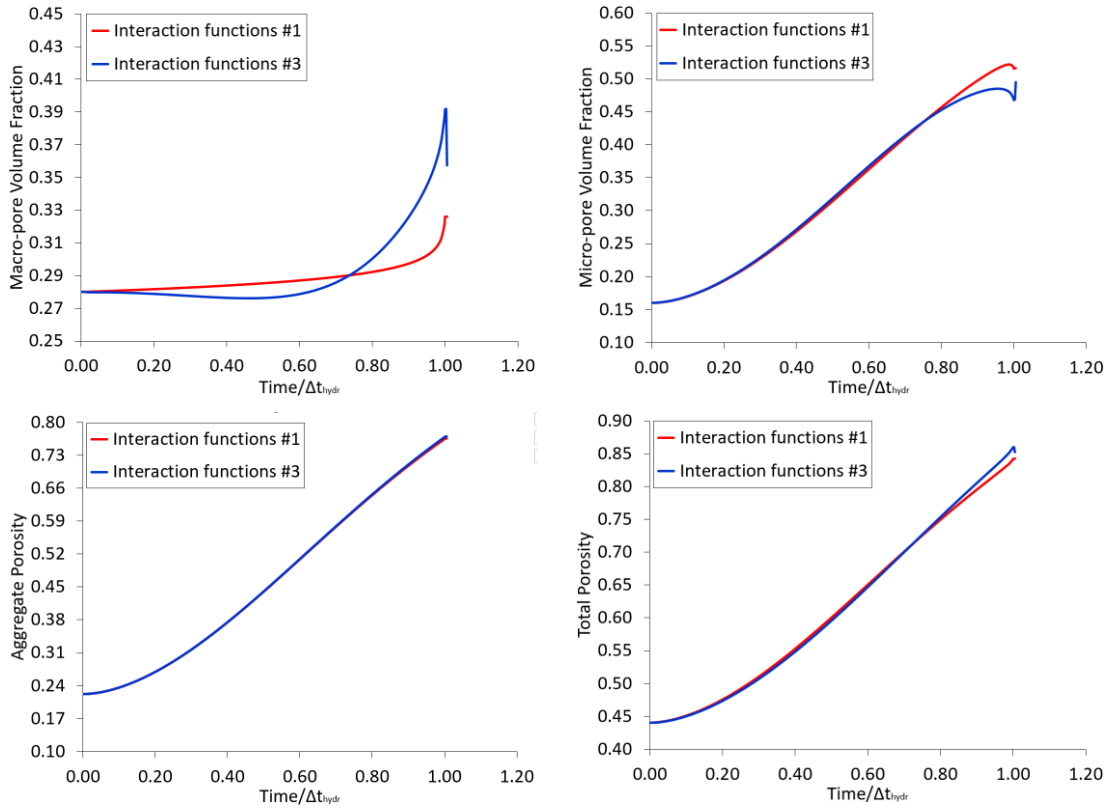 0.45
0.43
0.41
0.39
0.37
0.35
0.33
0.31
0.29
0.27
0.25
Macro-pore Volume Fraction
Interaction functions #1
Interaction functions #3
0.00 0.20 0.40 0.60 0.80 1.00 1.20
Time/Δthydr
0.60
0.55
0.50
0.45
0.40
0.35
0.30
0.25
0.20
0.15
0.10
Micro-pore Volume Fraction
Interaction functions #1
Interaction functions #3
0.00 0.20 0.40 0.60 0.80 1.00 1.20
Time/Δthydr
0.80
0.73
0.66
0.59
0.52
0.45
0.38
0.31
0.24
0.17
0.10
Aggregate Porosity
Interaction functions #1
Interaction functions #3
0.00 0.20 0.40 0.60 0.80 1.00 1.20
Time/Δthydr
0.90
0.85
0.80
0.75
0.70
0.65
0.60
0.55
0.50
0.45
0.40
Total Porosity
Interaction functions #1
Interaction functions #3
0.00 0.20 0.40 0.60 0.80 1.00 1.20
Time/Δthydr